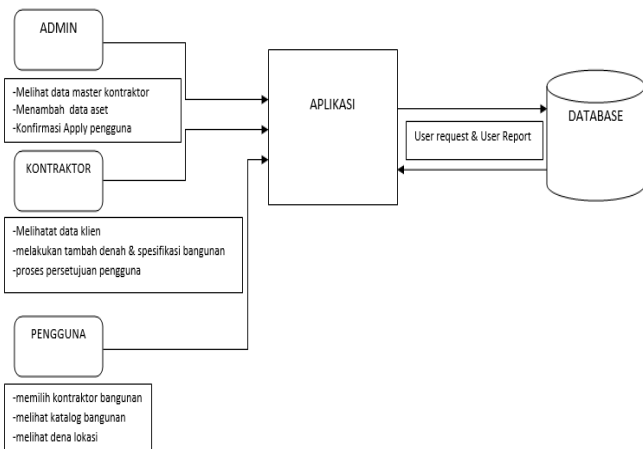 ADMIN
-Melihat data master kontraktor
-Menambah  data aset
-Konfirmasi Apply pengguna
KONTRAKTOR
-Melihatat data klien
-melakukan tambah denah & spesifikasi bangunan
-proses persetujuan pengguna
PENGGUNA
-memilih kontraktor bangunan
-melihat katalog bangunan
-melihat dena lokasi
APLIKASI
User request & User Report
DATABASE